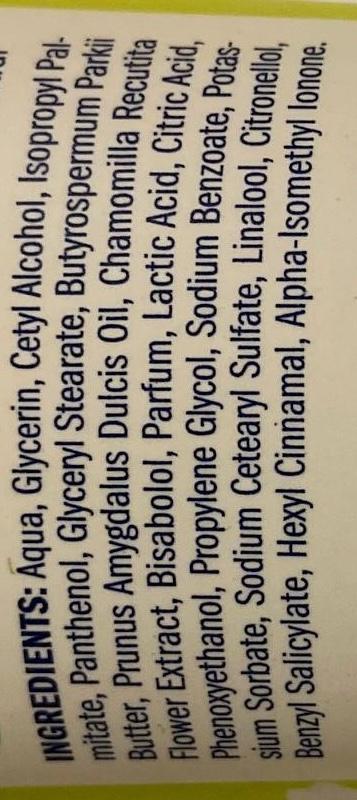 INGREDIENTS: Aqua, Glycerin, Cetyl Alcohol, Isopropyl Pal-
mitate, Panthenol, Glyceryl Stearate, Butyrospermum Parkii
Butter, Prunus Amygdalus Dulcis Oil, Chamomilla Recutita
Flower Extract, Bisabolol, Parfum, Lactic Acid, Citric Acid,
Phenoxyethanol, Propylene Glycol, Sodium Benzoate, Potas-
sium Sorbate, Sodium Cetearyl Sulfate, Linalool, Citronellol,
Benzyl Salicylate, Hexyl Cinnamal, Alpha-Isomethyl Ionone.